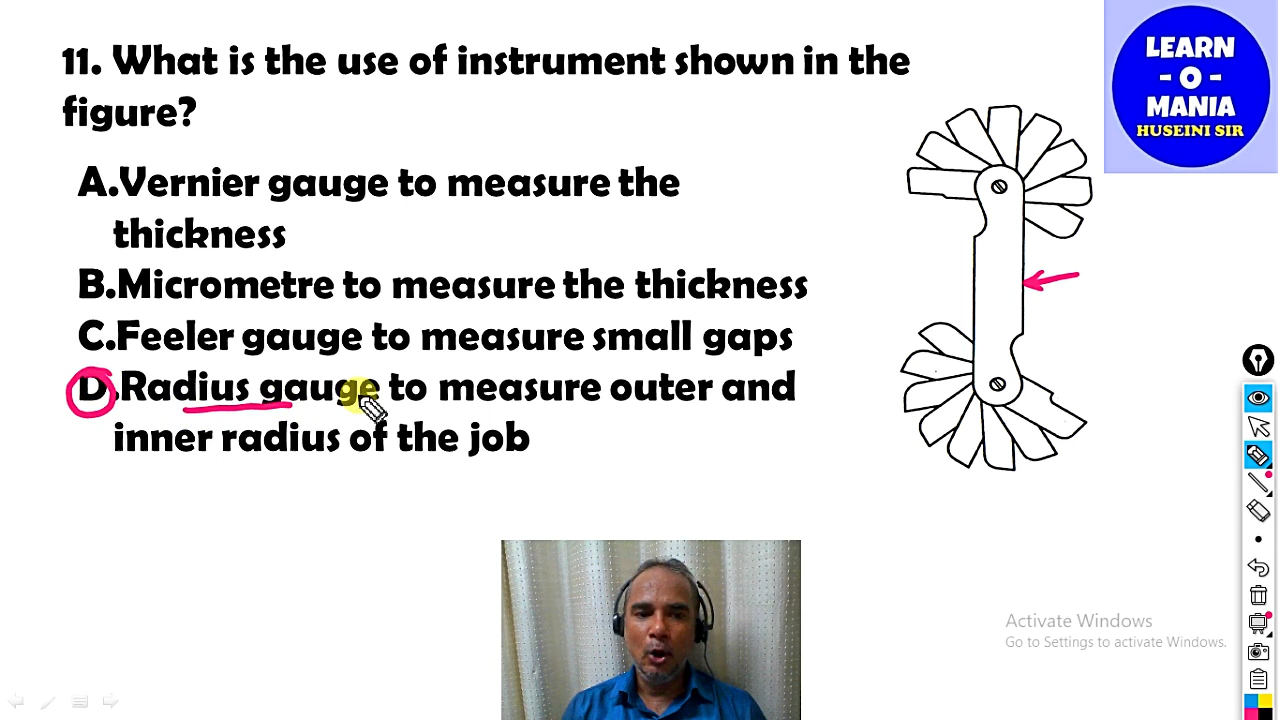 11. What is the use of instrument shown in the
figure?
A.Vernier gauge to measure the
thickness
B.Micrometre to measure the thickness
C.Feeler gauge to measure small gaps
D.Radius gauge to measure outer and
inner radius of the job
LEARN
- O -
MANIA
HUSEINI SIR
Activate Windows
Go to Settings to activate Windows.